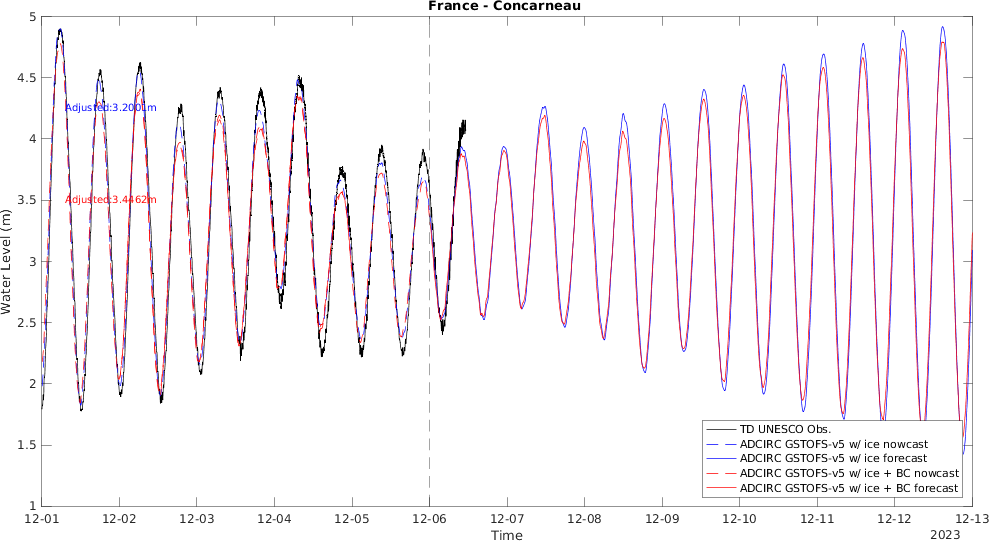 France - Concarneau
Water Level (m)
5
4.5
4
3.5
3
2.5
2
1.5
1
Adjusted:3.2001m
Adjusted:3.4462m
TD UNESCO Obs.
ADCIRC GSTOFS-v5 w/ ice nowcast
ADCIRC GSTOFS-v5 w/ ice forecast
ADCIRC GSTOFS-v5 w/ ice + BC nowcast
ADCIRC GSTOFS-v5 w/ ice + BC forecast
12-01 12-02 12-03 12-04 12-05 12-06 12-07 12-08 12-09 12-10 12-11 12-12 12-13
Time
2023